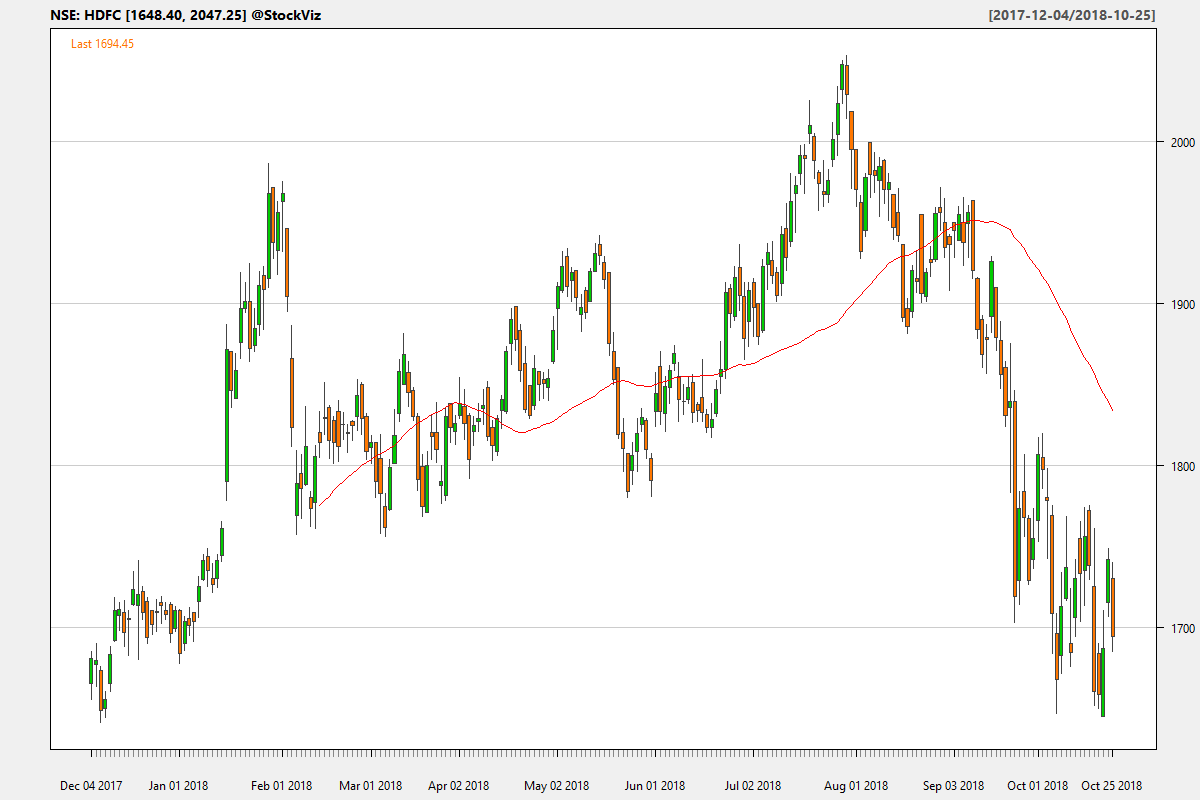 NSE: HDFC [1648.40, 2047.25] @StockViz
[2017-12-04/2018-10-25]
Last 1694.45
2000
1900
1800
1700
Dec 04 2017 Jan 01 2018 Feb 01 2018 Mar 01 2018 Apr 02 2018 May 02 2018 Jun 01 2018 Jul 02 2018 Aug 01 2018 Sep 03 2018 Oct 01 2018 Oct 25 2018